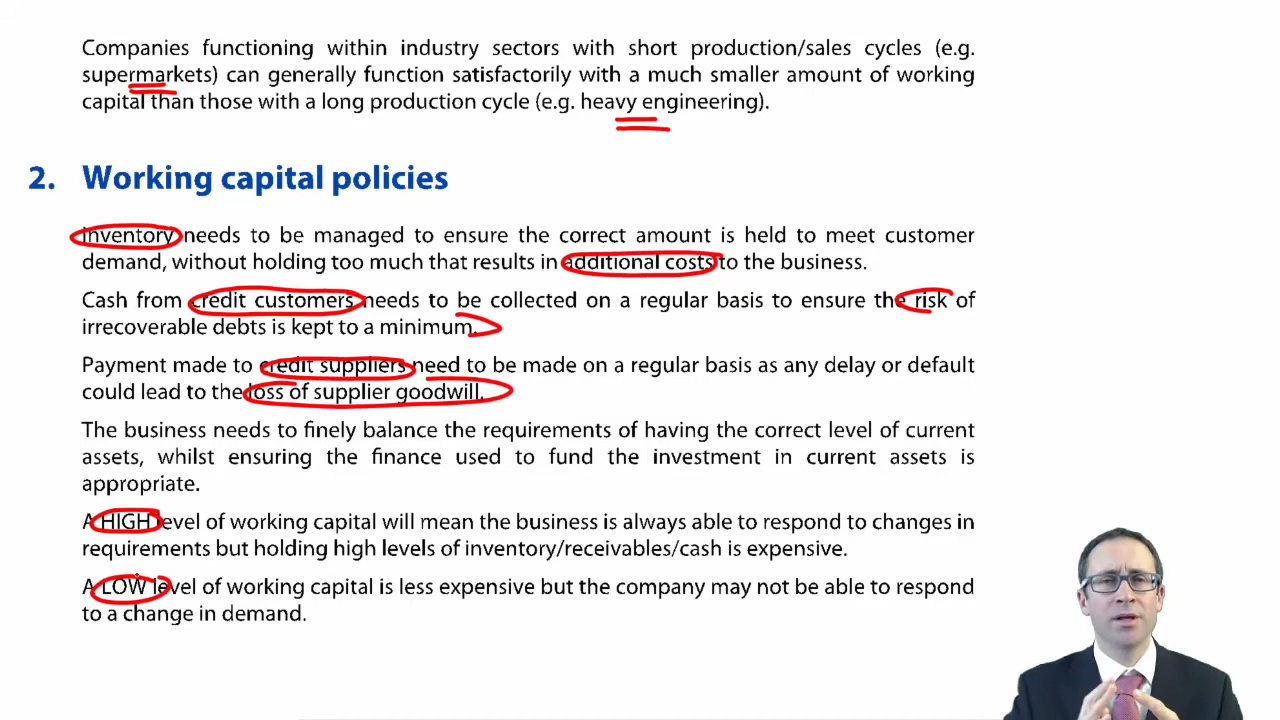 Companies functioning within industry sectors with short production/sales cycles (e.g.
supermarkets) can generally function satisfactorily with a much smaller amount of working
capital than those with a long production cycle (e.g. heavy engineering).
2. Working capital policies
Inventory needs to be managed to ensure the correct amount is held to meet customer
demand, without holding too much that results in additional costs to the business.
Cash from credit customers needs to be collected on a regular basis to ensure the risk of
irrecoverable debts is kept to a minimum.
Payment made to credit suppliers need to be made on a regular basis as any delay or default
could lead to the loss of supplier goodwill.
The business needs to finely balance the requirements of having the correct level of current
assets, whilst ensuring the finance used to fund the investment in current assets is
appropriate.
A HIGH level of working capital will mean the business is always able to respond to changes in
requirements but holding high levels of inventory/receivables/cash is expensive.
A LOW level of working capital is less expensive but the company may not be able to respond
to a change in demand.